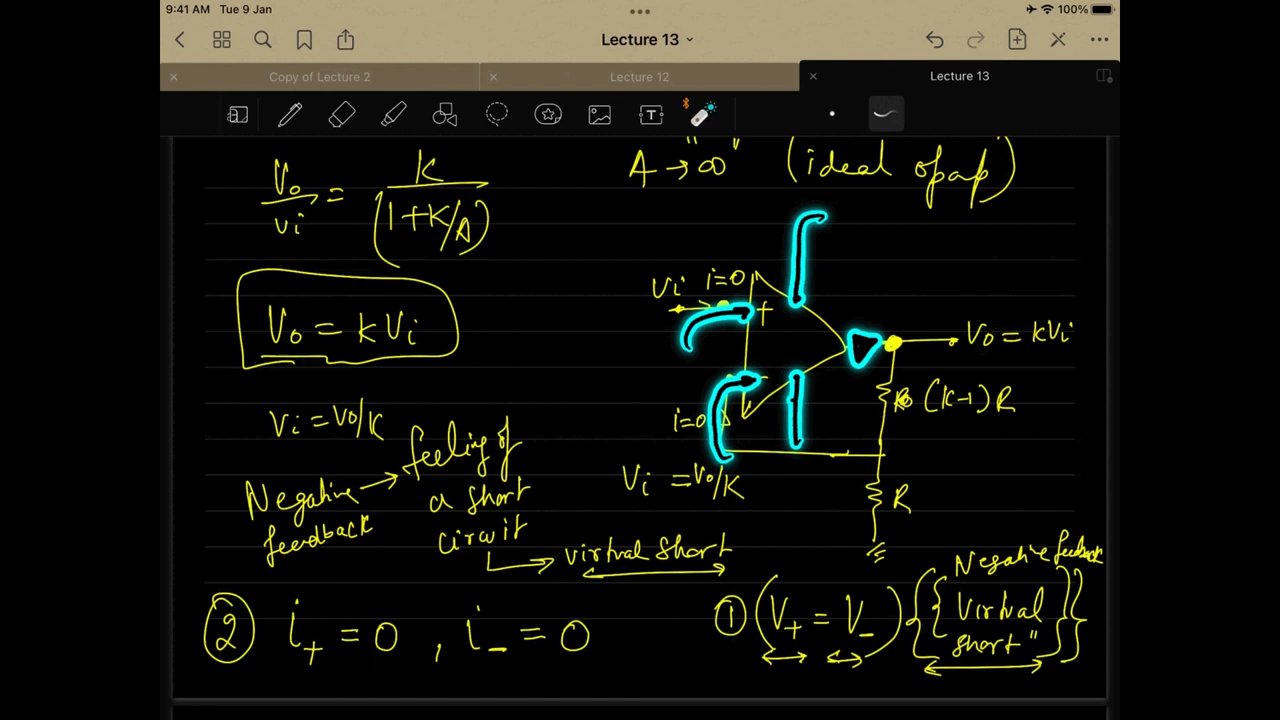 9:41 AM Tue 9 Jan
100%
Lecture 13
Copy of Lecture 2
Lecture 12
Lecture 13
Vo/vi = K/(1+K/A)
A → "∞" (ideal opap)
Vo = kVi
Vi i=0
+
-
Vo = kVi
(k-1)R
i=0
Vi = Vo/K
Vi = Vo/K
R
Negative feedback → feeling of a short circuit
→ virtual short
② i+ = 0 , i- = 0
① (V+ = V-) {{ Negative feedback Virtual short" }}